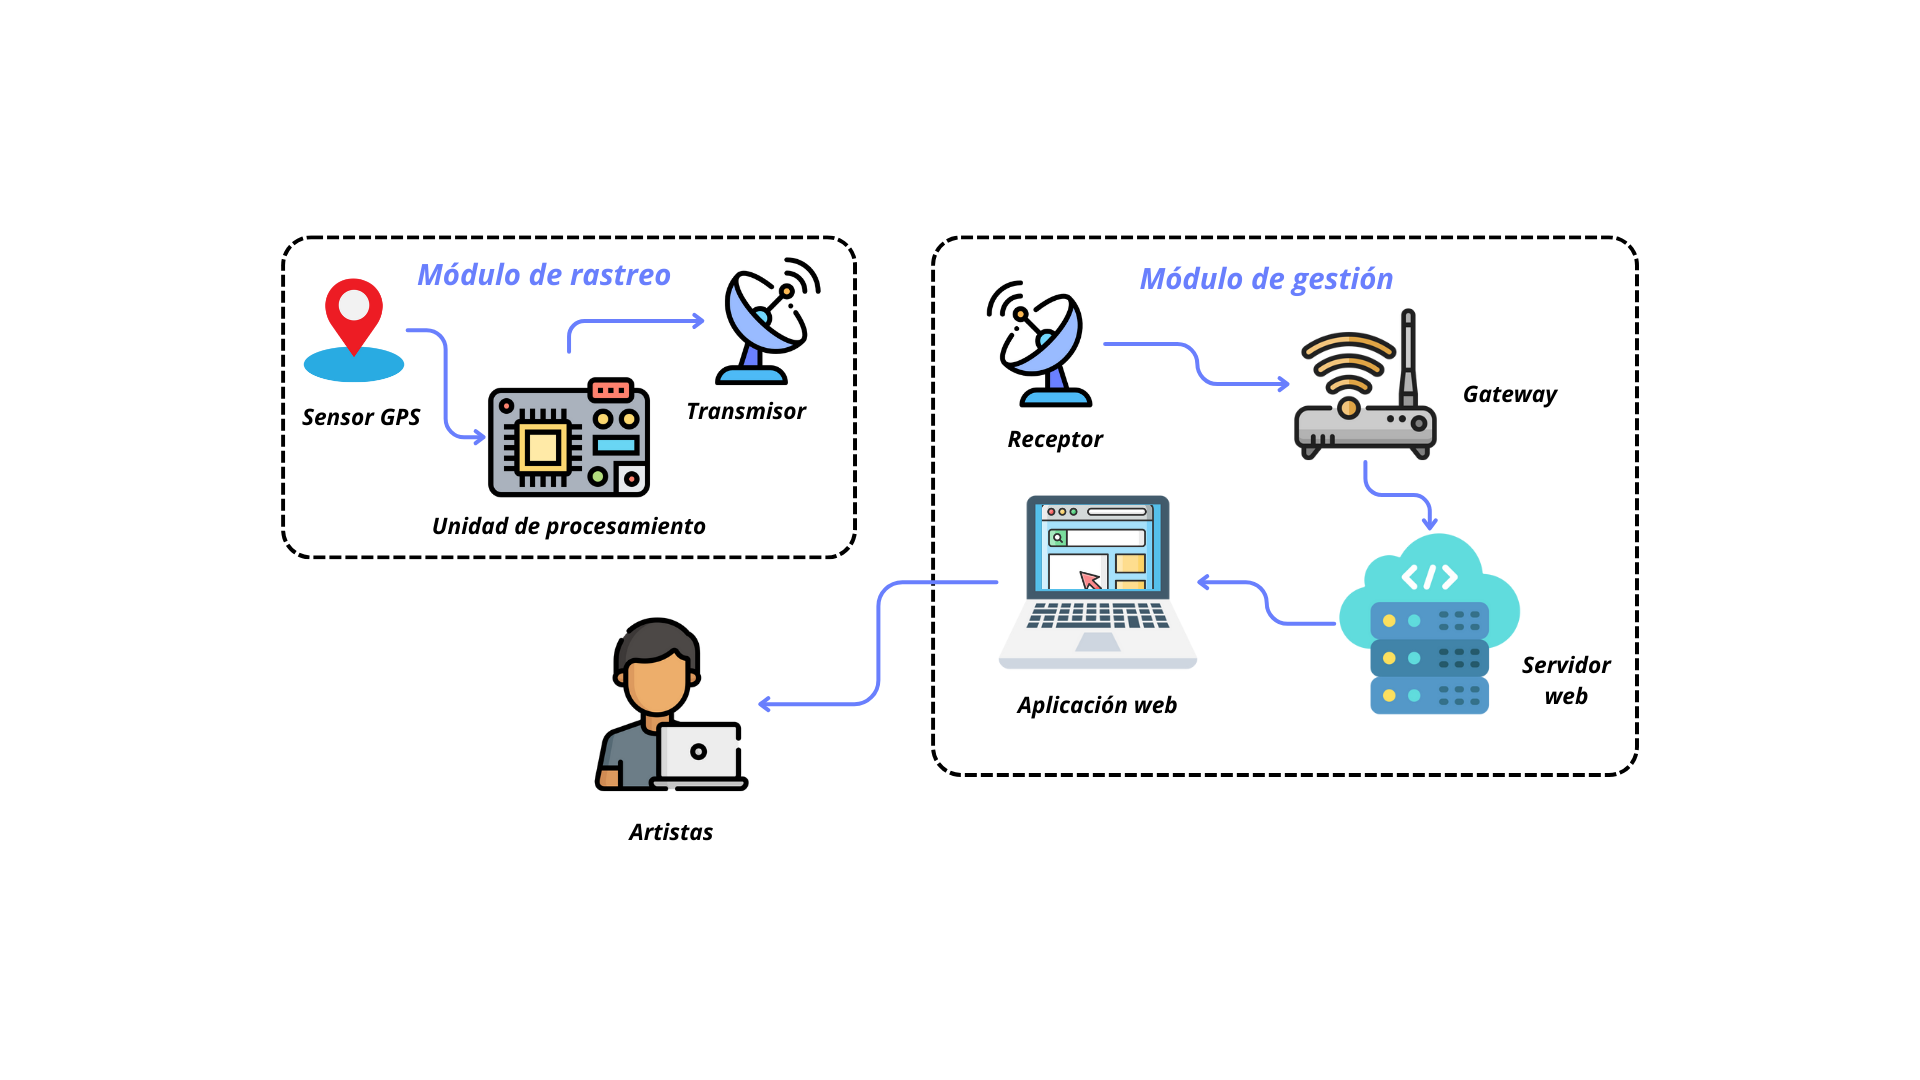 Módulo de rastreo
Sensor GPS
Transmisor
Unidad de procesamiento
Módulo de gestión
Receptor
Gateway
Aplicación web
Servidor
web
Artistas